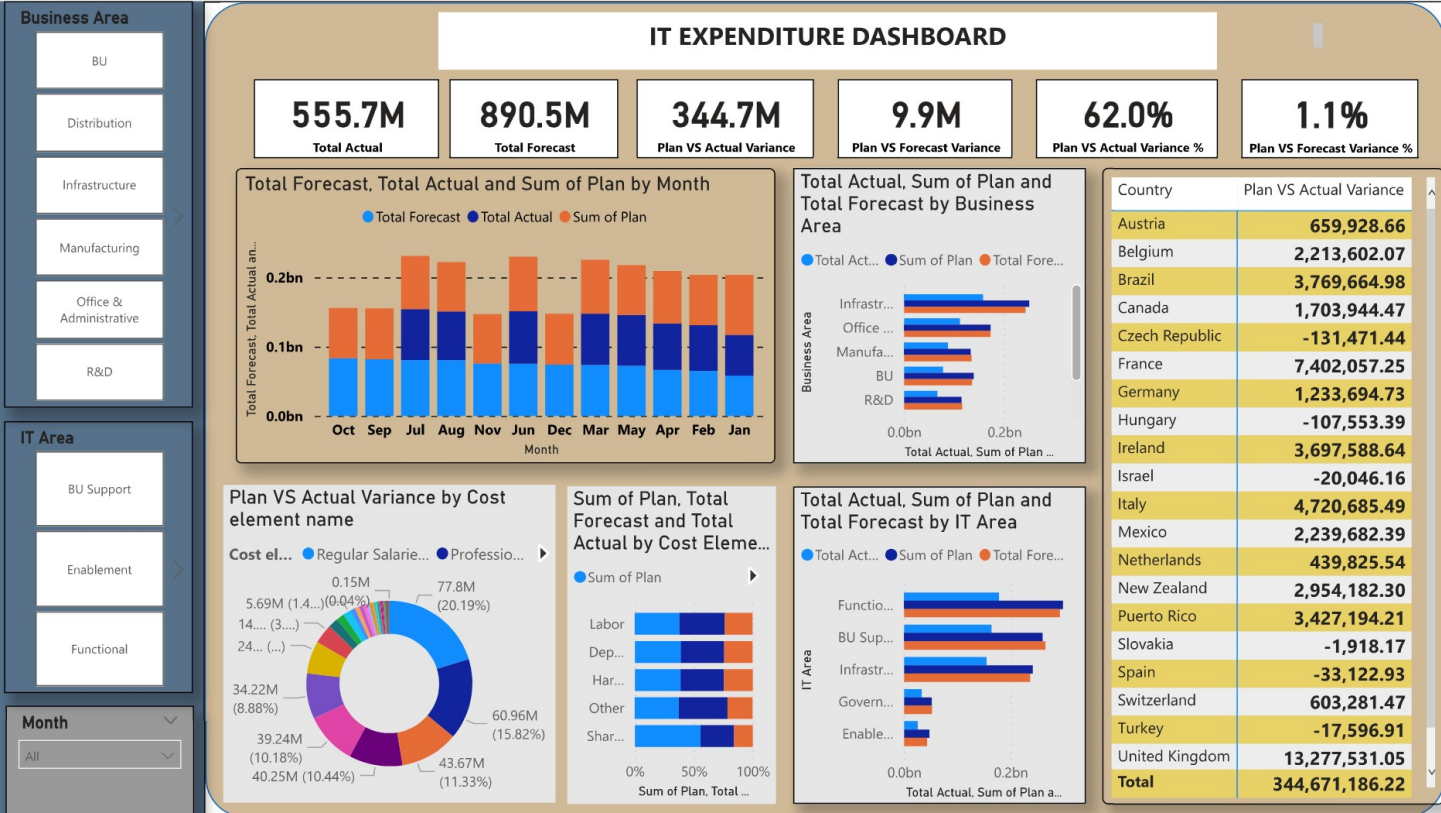 Business Area
BU
Distribution
Infrastructure
Manufacturing
Office &
Administrative
R&D
IT Area
BU Support
Enablement
Functional
Month
All
IT EXPENDITURE DASHBOARD
555.7M
Total Actual
890.5M
Total Forecast
344.7M
Plan VS Actual Variance
9.9M
Plan VS Forecast Variance
62.0%
Plan VS Actual Variance %
1.1%
Plan VS Forecast Variance %
Total Forecast, Total Actual and Sum of Plan by Month
Total Forecast Total Actual Sum of Plan
Total Forecast, Total Actual an...
0.2bn
0.1bn
0.0bn
Oct Sep Jul Aug Nov Jun Dec Mar May Apr Feb Jan
Month
Total Actual, Sum of Plan and
Total Forecast by Business
Area
Total Act... Sum of Plan Total Fore...
Business Area
Infrastr...
Office ...
Manufa...
BU
R&D
0.0bn 0.2bn
Total Actual, Sum of Plan ...
Plan VS Actual Variance by Cost
element name
Cost el... Regular Salarie... Professio...
0.15M
(0.04%)
77.8M
(20.19%)
5.69M (1.4...)
14.... (3....)
24... (...)
34.22M
(8.88%)
39.24M
(10.18%)
40.25M (10.44%)
43.67M
(11.33%)
60.96M
(15.82%)
Sum of Plan, Total
Forecast and Total
Actual by Cost Eleme...
Sum of Plan
Labor
Dep...
Har...
Other
Shar...
0% 50% 100%
Sum of Plan, Total ...
Total Actual, Sum of Plan and
Total Forecast by IT Area
Total Act... Sum of Plan Total Fore...
IT Area
Functio...
BU Sup...
Infrastr...
Govern...
Enable...
0.0bn 0.2bn
Total Actual, Sum of Plan a...
Country Plan VS Actual Variance
Austria 659,928.66
Belgium 2,213,602.07
Brazil 3,769,664.98
Canada 1,703,944.47
Czech Republic -131,471.44
France 7,402,057.25
Germany 1,233,694.73
Hungary -107,553.39
Ireland 3,697,588.64
Israel -20,046.16
Italy 4,720,685.49
Mexico 2,239,682.39
Netherlands 439,825.54
New Zealand 2,954,182.30
Puerto Rico 3,427,194.21
Slovakia -1,918.17
Spain -33,122.93
Switzerland 603,281.47
Turkey -17,596.91
United Kingdom 13,277,531.05
Total 344,671,186.22